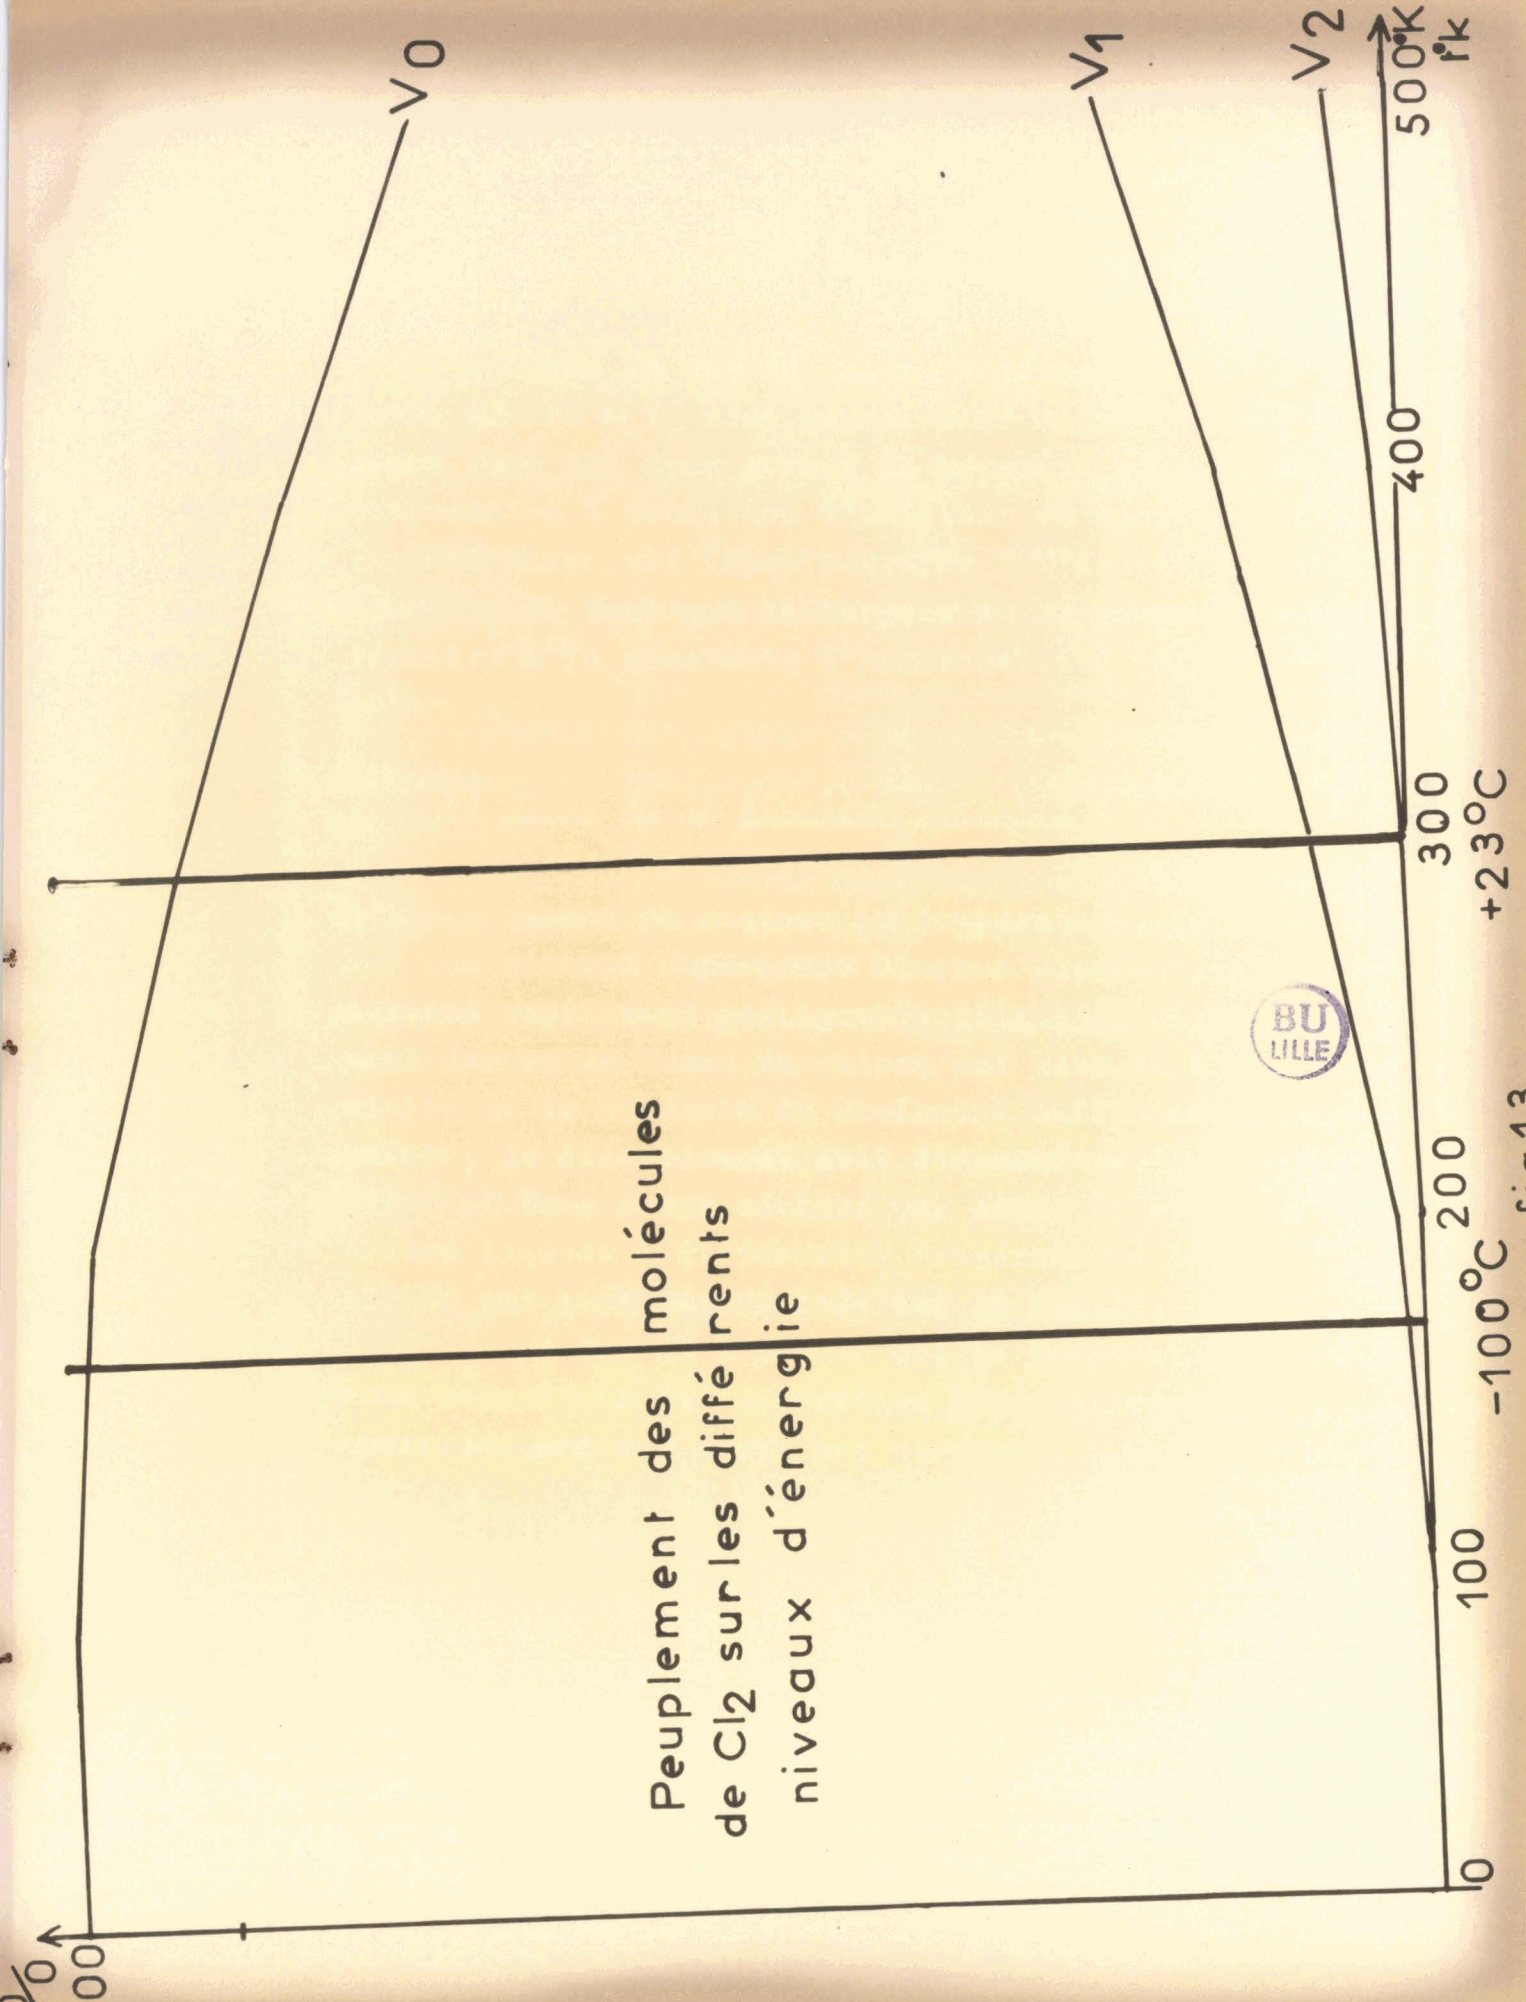 V0
V1
V2
Peuplement des molécules
de Cl2 sur les différents
niveaux d'énergie
BU
LILLE
0
100
200
300
400
500°K
-100°C
+23°C